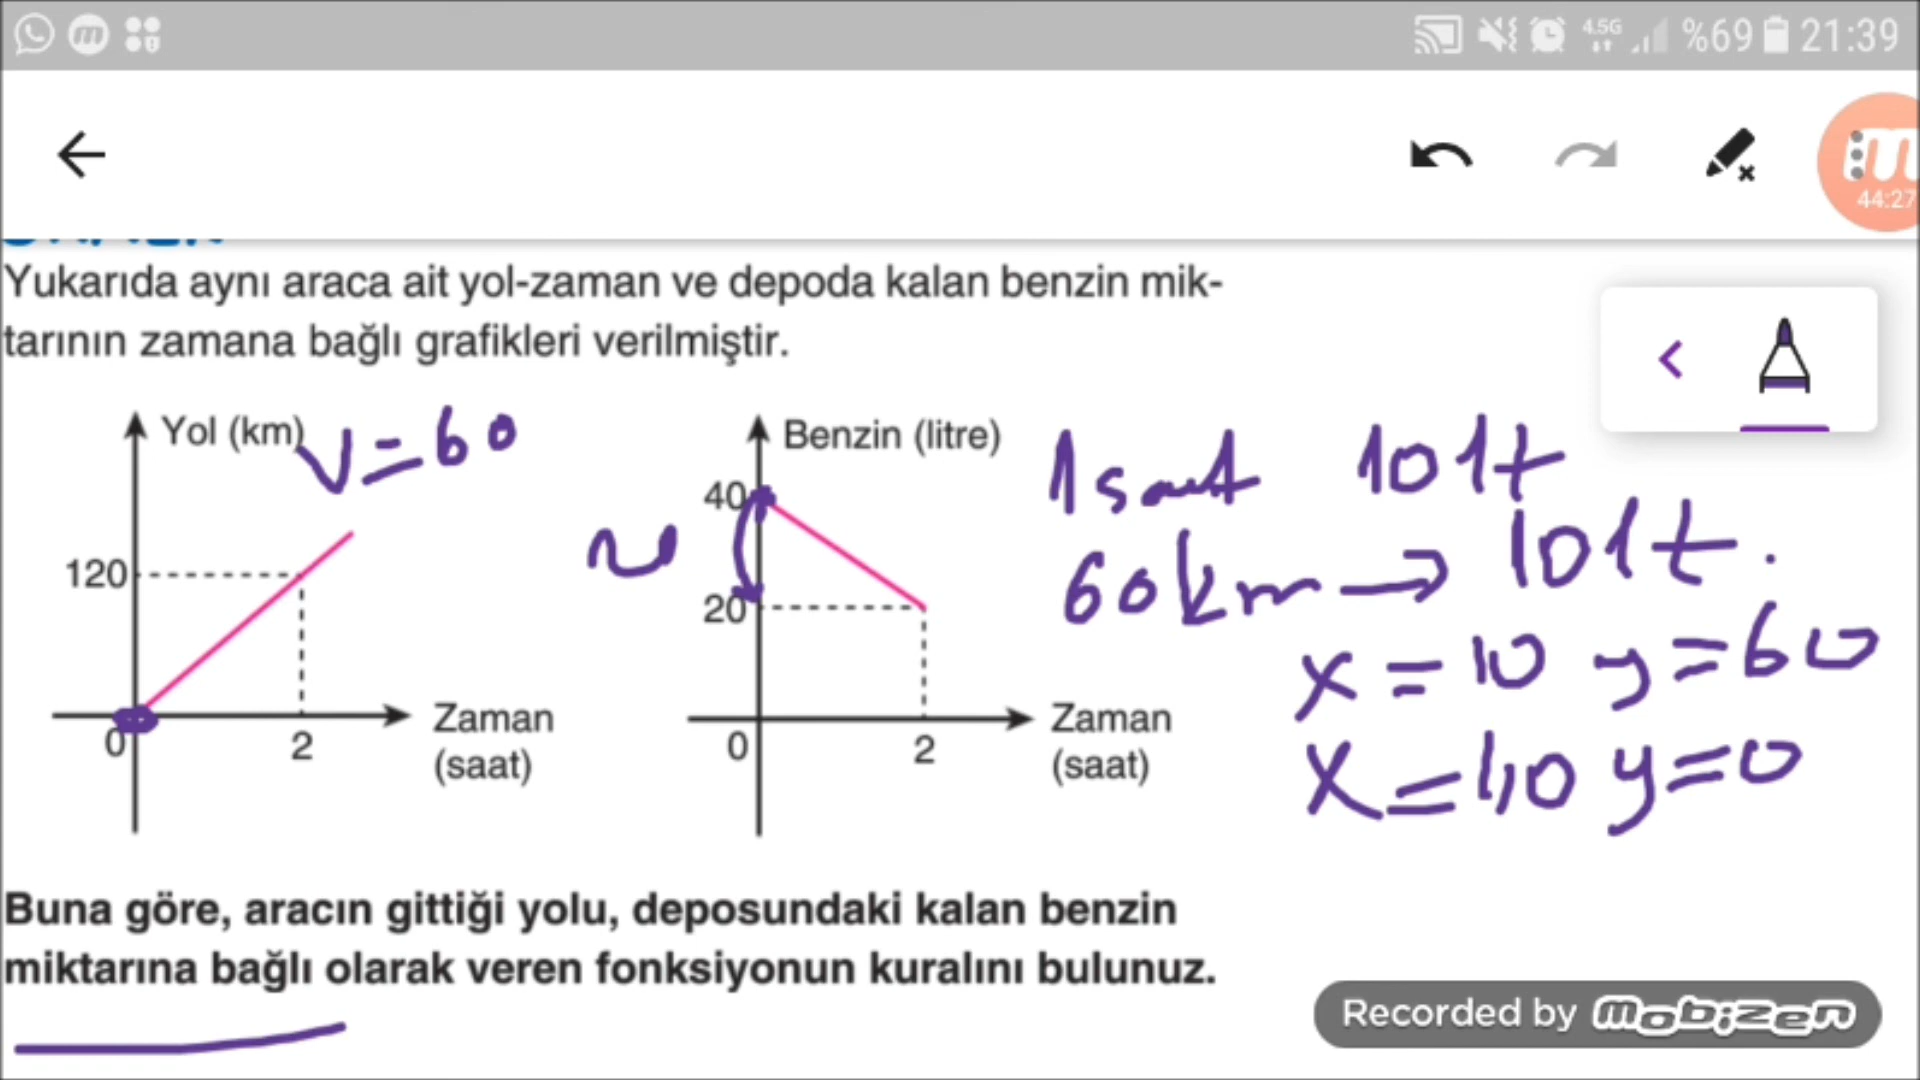 4.5G %69 21:39
44:27
Yukarıda aynı araca ait yol-zaman ve depoda kalan benzin mik-
tarının zamana bağlı grafikleri verilmiştir.
Yol (km)
V=60
120
0
2
Zaman
(saat)
Benzin (litre)
40
20
0
2
Zaman
(saat)
1 saat 10 lt
60km → 10 lt.
x = 10 y=60
x=40 y=0
Buna göre, aracın gittiği yolu, deposundaki kalan benzin
miktarına bağlı olarak veren fonksiyonun kuralını bulunuz.
Recorded by mobizen